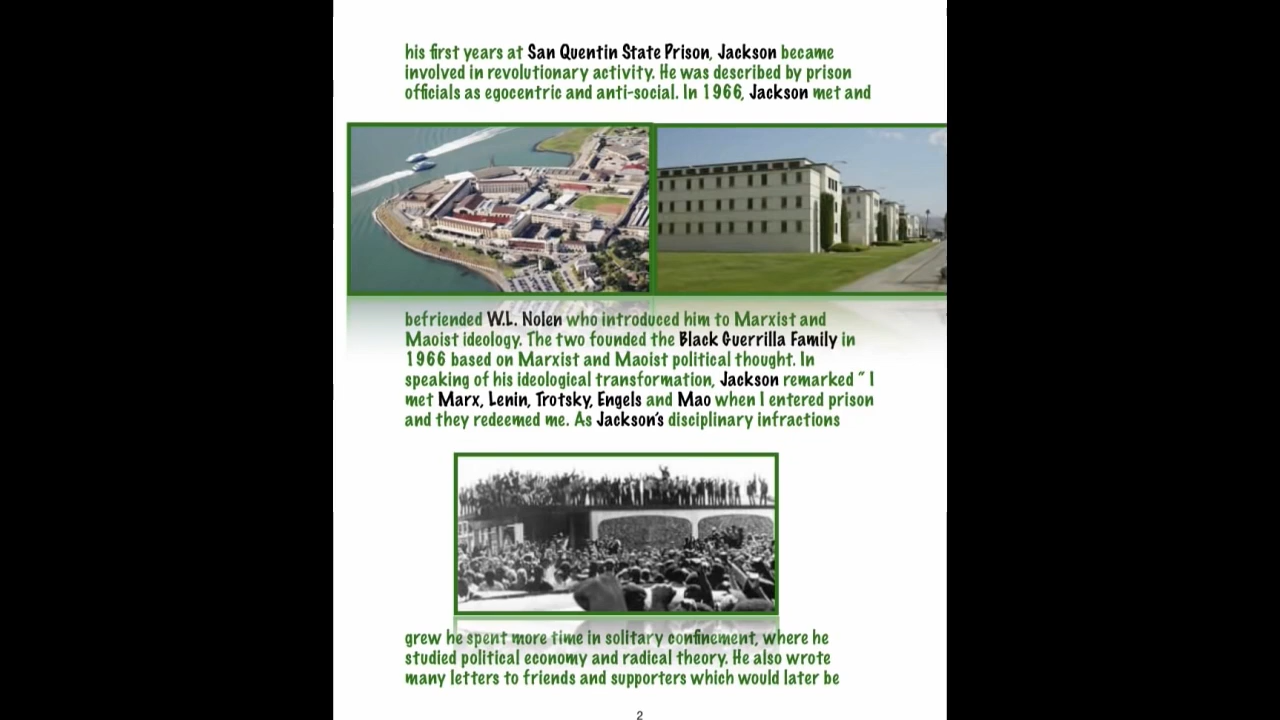 his first years at San Quentin State Prison, Jackson became
involved in revolutionary activity. He was described by prison
officials as egocentric and anti-social. In 1966, Jackson met and
befriended W.L. Nolen who introduced him to Marxist and
Maoist ideology. The two founded the Black Guerrilla Family in
1966 based on Marxist and Maoist political thought. In
speaking of his ideological transformation, Jackson remarked " I
met Marx, Lenin, Trotsky, Engels and Mao when I entered prison
and they redeemed me. As Jackson's disciplinary infractions
grew he spent more time in solitary confinement, where he
studied political economy and radical theory. He also wrote
many letters to friends and supporters which would later be
2